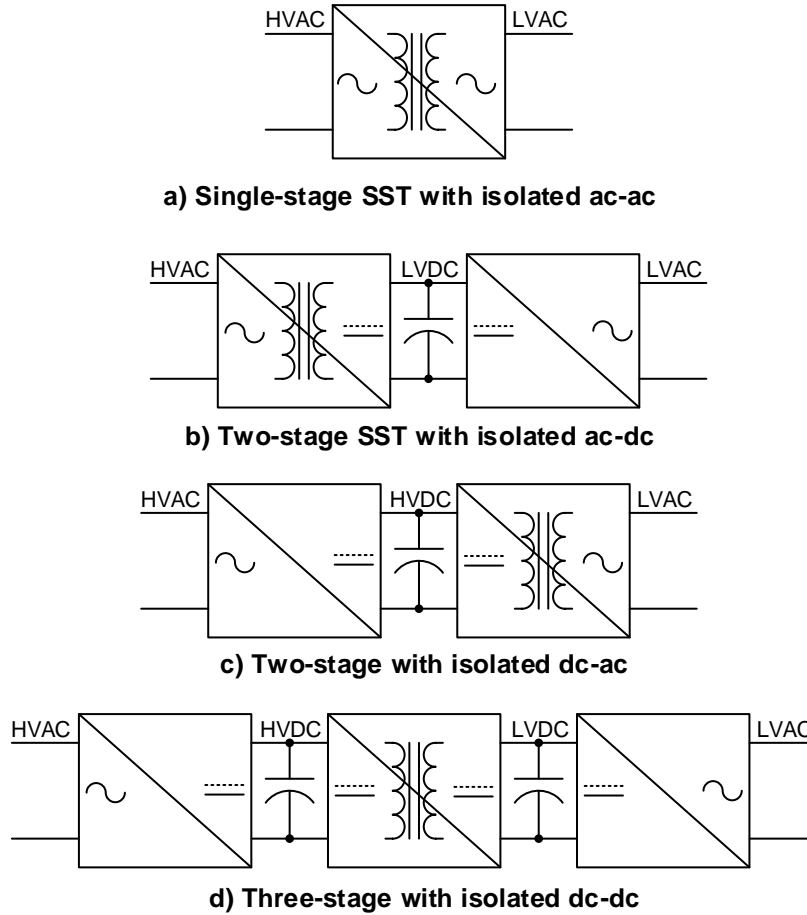 HVAC LVAC
a) Single-stage SST with isolated ac-ac
HVAC LVDC LVAC
b) Two-stage SST with isolated ac-dc
HVAC HVDC LVAC
c) Two-stage with isolated dc-ac
HVAC HVDC LVDC LVAC
d) Three-stage with isolated dc-dc